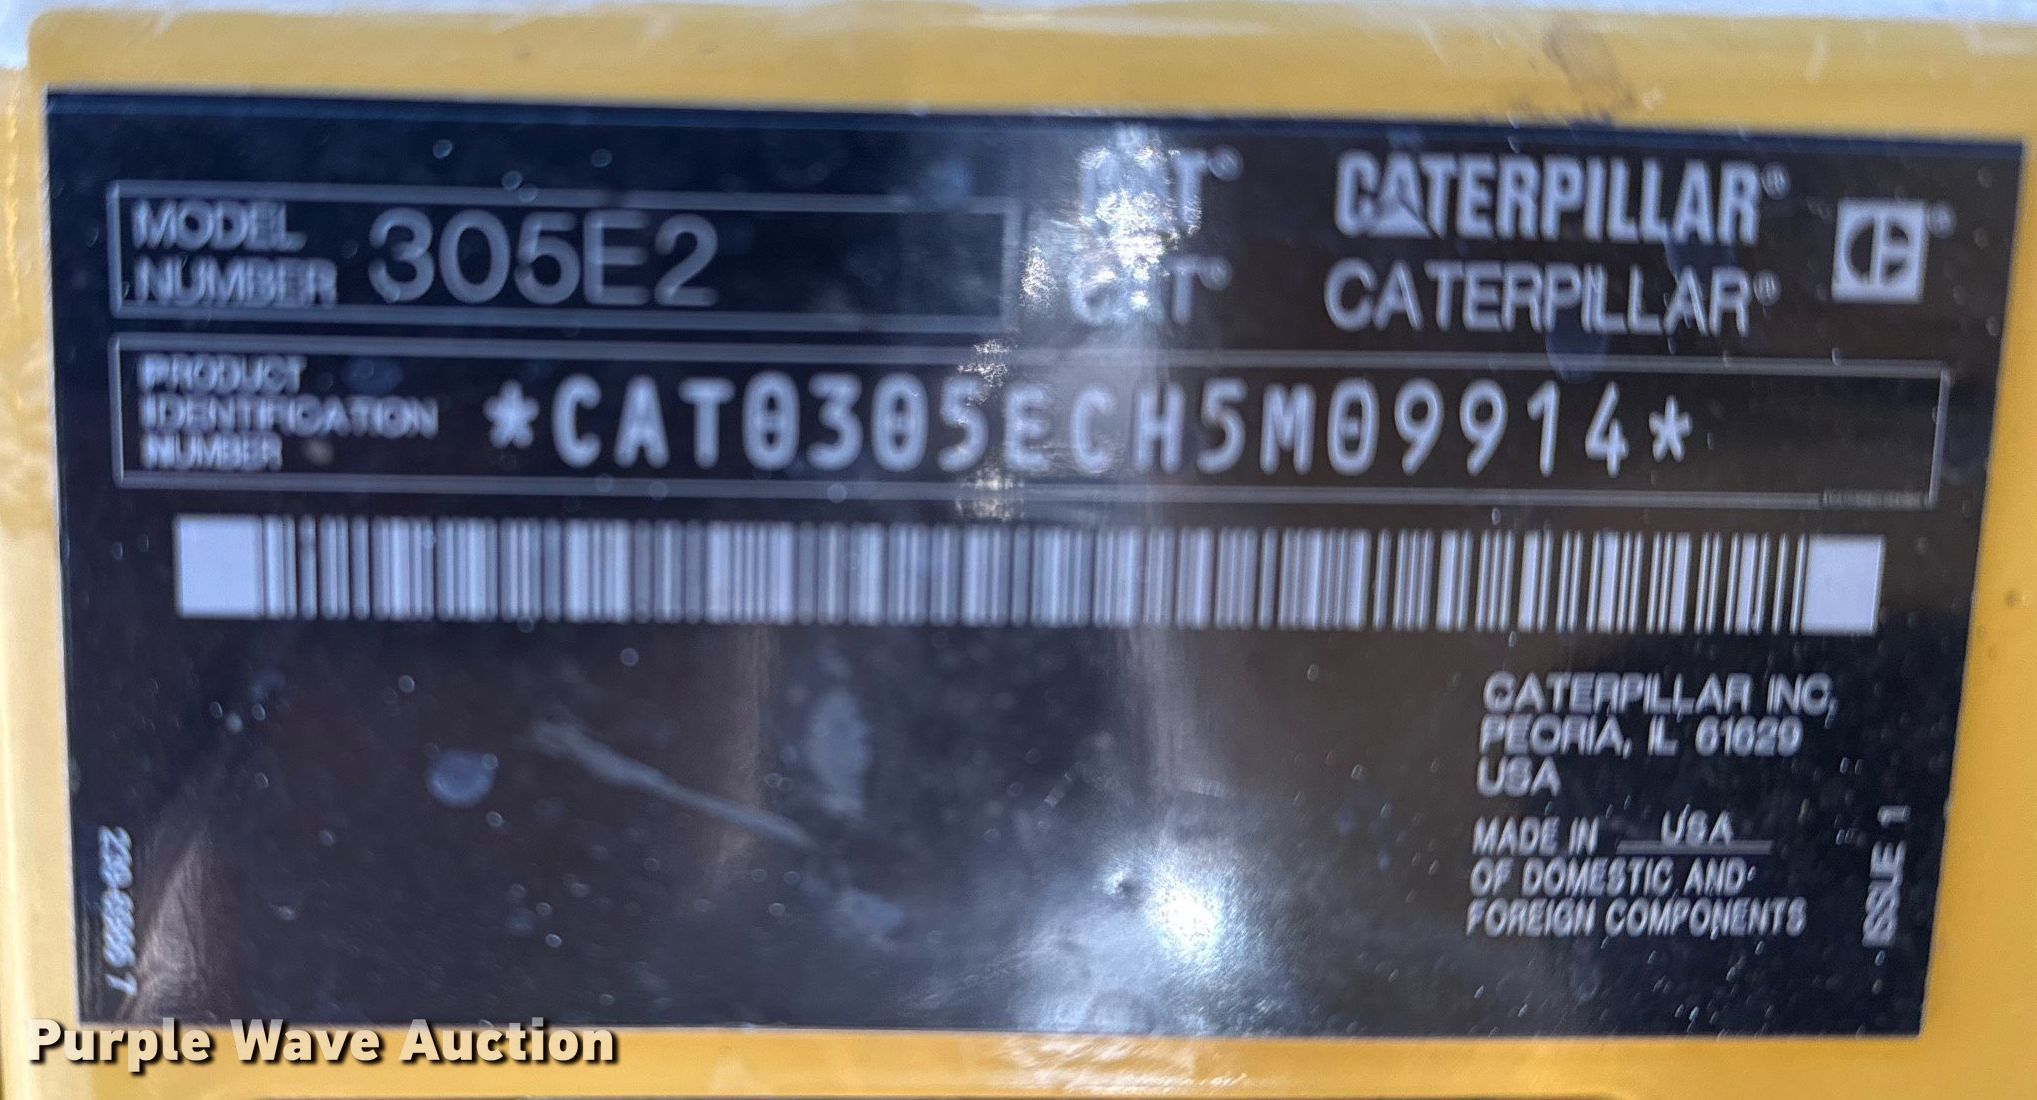 MODEL NUMBER 305E2
CAT® CATERPILLAR®
CAT® CATERPILLAR®
PRODUCT IDENTIFICATION NUMBER *CAT0305ECH5M09914*
CATERPILLAR INC,
PEORIA, IL 61629
USA
MADE IN USA
OF DOMESTIC AND
FOREIGN COMPONENTS
ISSUE 1
Purple Wave Auction